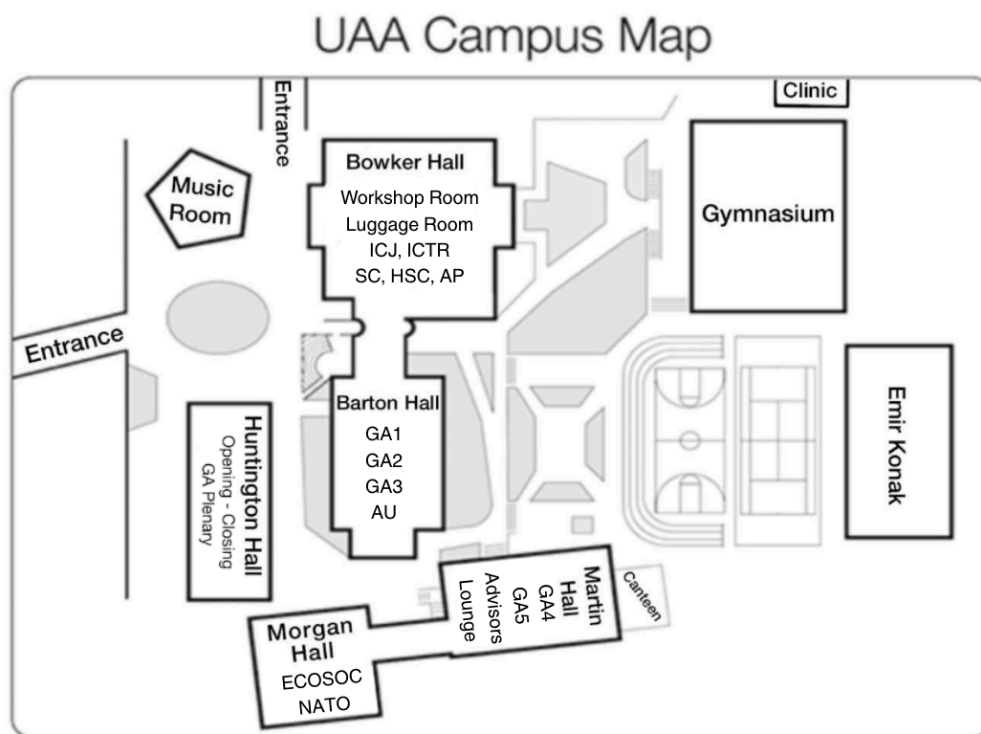 UAA Campus Map
Clinic
Entrance
Bowker Hall
Workshop Room
Luggage Room
ICJ, ICTR
SC, HSC, AP
Music
Room
Gymnasium
Entrance
Barton Hall
GA1
GA2
GA3
AU
Huntington Hall
Opening - Closing
GA Plenary
Emir Konak
Martin
Hall
GA4
GA5
Advisors
Lounge
Canteen
Morgan
Hall
ECOSOC
NATO